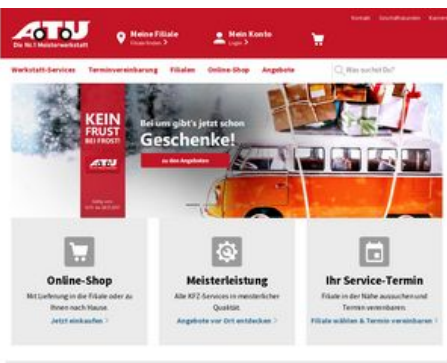 A.T.U
Die Nr.1 Meisterwerkstatt
Meine Filiale
Filiale finden >
Mein Konto
Login >
Kontakt Geschäftskunden Karriere
Werkstatt-Services Terminvereinbarung Filialen Online-Shop Angebote
Was suchst Du?
KEIN
FRUST
BEI FROST!
Bei uns gibt's jetzt schon
Geschenke!
zu den Angeboten
Online-Shop
Mit Lieferung in die Filiale oder zu
Ihnen nach Hause.
Jetzt einkaufen >
Meisterleistung
Alle KFZ-Services in meisterlicher
Qualität.
Angebote vor Ort entdecken >
Ihr Service-Termin
Filiale in der Nähe aussuchen und
Termin vereinbaren.
Filiale wählen & Termin vereinbaren >